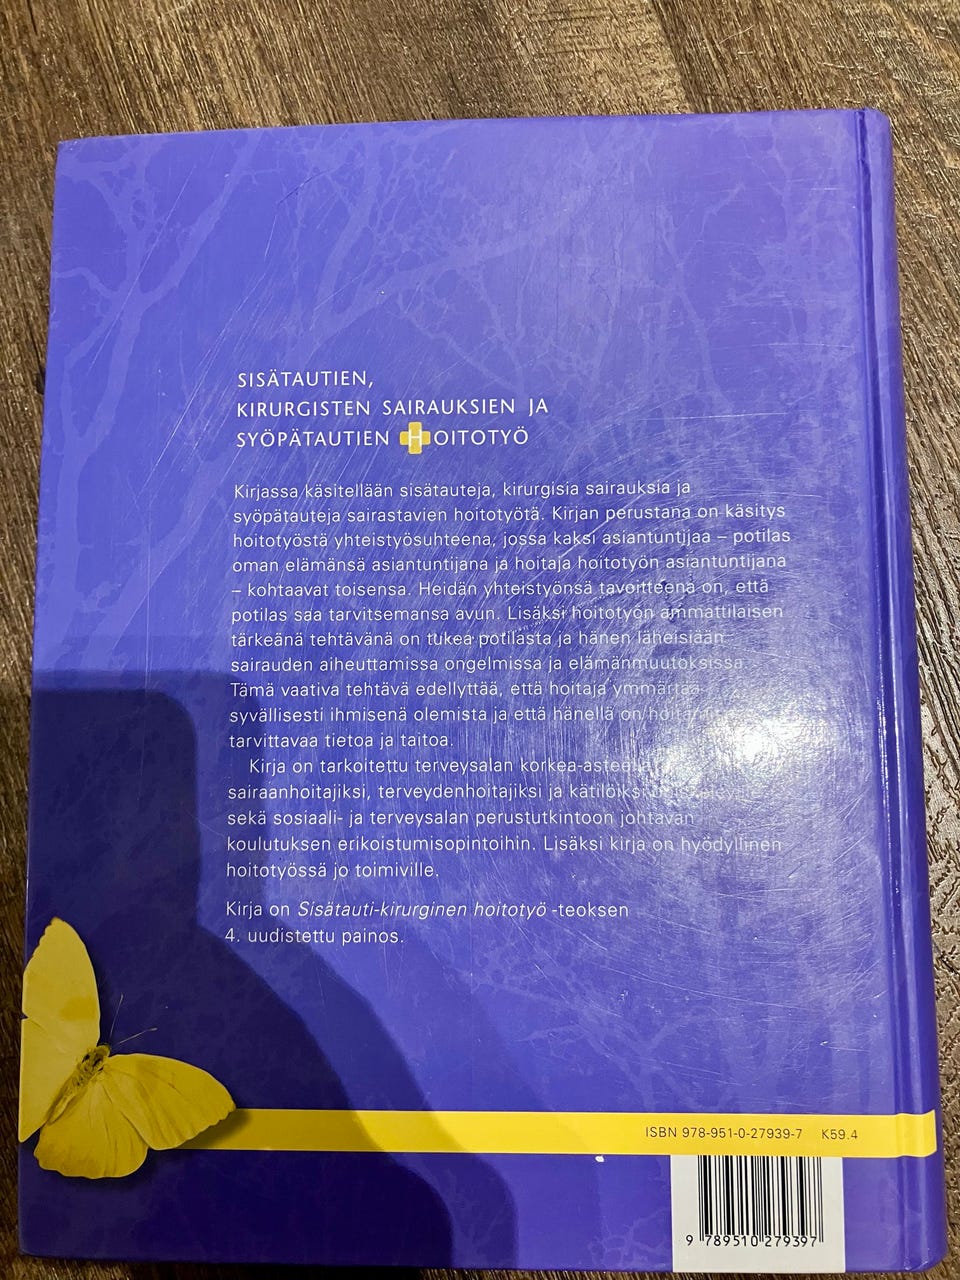 SISÄTAUTIEN,
KIRURGISTEN SAIRAUKSIEN JA
SYÖPÄTAUTIEN HOITOTYÖ
Kirjassa käsitellään sisätauteja, kirurgisia sairauksia ja
syöpätauteja sairastavien hoitotyötä. Kirjan perustana on käsitys
hoitotyöstä yhteistyösuhteena, jossa kaksi asiantuntijaa – potilas
oman elämänsä asiantuntijana ja hoitaja hoitotyön asiantuntijana
– kohtaavat toisensa. Heidän yhteistyönsä tavoitteena on, että
potilas saa tarvitsemansa avun. Lisäksi hoitotyön ammattilaisen
tärkeänä tehtävänä on tukea potilasta ja hänen läheisiään
sairauden aiheuttamissa ongelmissa ja elämänmuutoksissa.
Tämä vaativa tehtävä edellyttää, että hoitaja ymmärtää
syvällisesti ihmisenä olemista ja että hänellä on
tarvittavaa tietoa ja taitoa.
Kirja on tarkoitettu terveysalan
sairaanhoitajiksi, terveydenhoitajiksi ja kätilöiksi
sekä sosiaali- ja terveysalan perustutkintoon johtavan
koulutuksen erikoistumisopintoihin. Lisäksi kirja on hyödyllinen
hoitotyössä jo toimiville.
Kirja on Sisätauti-kirurginen hoitotyö -teoksen
4. uudistettu painos.
ISBN 978-951-0-27939-7 K59.4
9 789510 279397